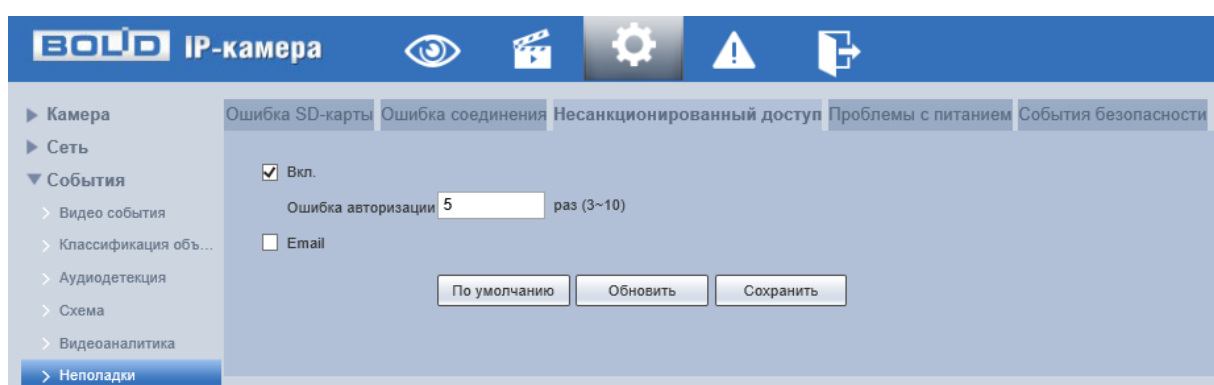 BOLID IP-камера
Камера
Сеть
События
Видео события
Классификация объ...
Аудиодетекция
Схема
Видеоаналитика
Неполадки
Ошибка SD-карты Ошибка соединения Несанкционированный доступ Проблемы с питанием События безопасности
Вкл.
Ошибка авторизации 5 раз (3~10)
Email
По умолчанию Обновить Сохранить